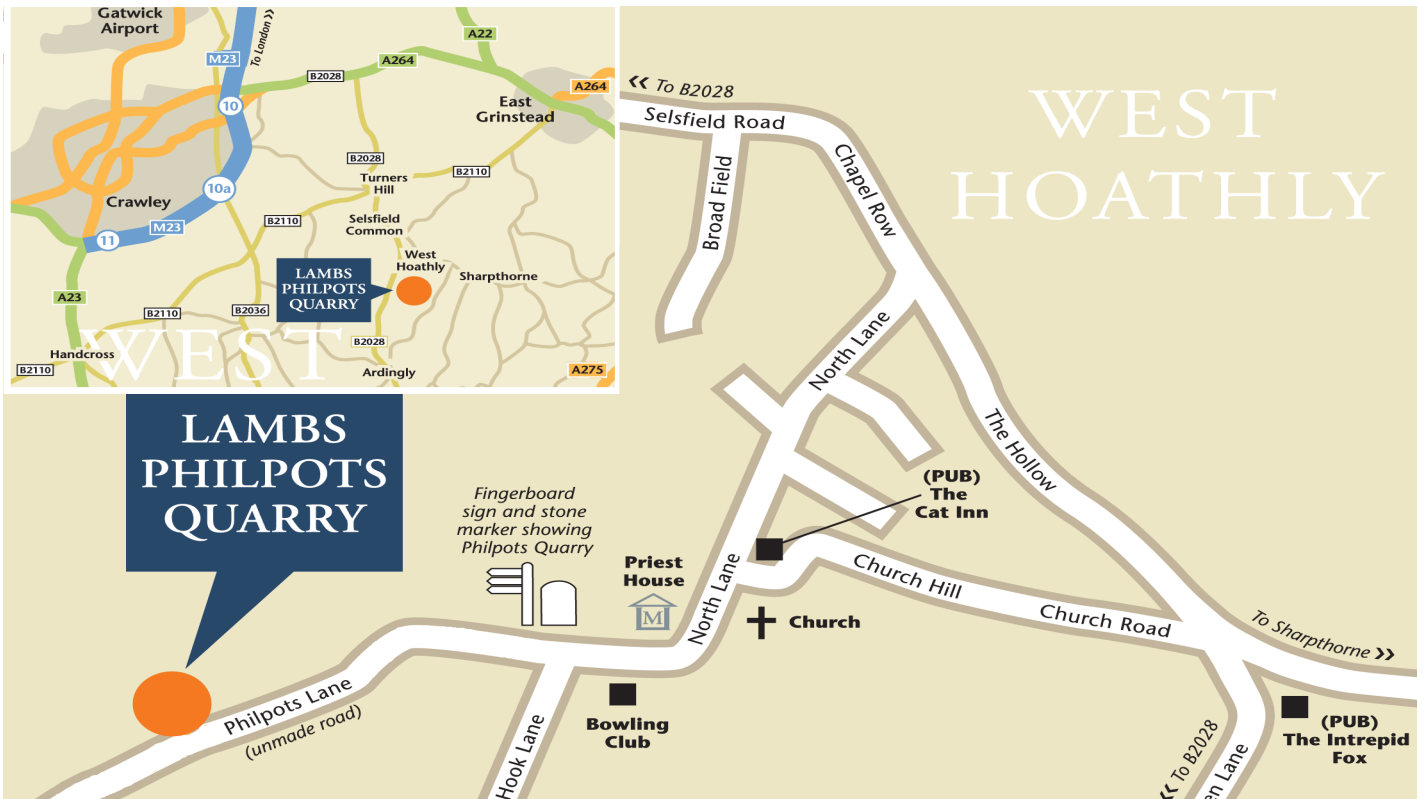 Gatwick
Airport
M23
To London >>
A22
A264
B2028
A264
10
East
Grinstead
B2028
B2110
Turners
Hill
10a
Crawley
B2110
Selsfield
Common
M23
11
West
Hoathly
Sharpthorne
LAMBS
PHILPOTS
QUARRY
A23
B2110
B2036
WEST
B2028
Handcross
B2110
Ardingly
A275
<< To B2028
Selsfield Road
WEST
HOATHLY
Broad Field
Chapel Row
North Lane
The Hollow
LAMBS
PHILPOTS
QUARRY
(PUB)
The
Cat Inn
Fingerboard
sign and stone
marker showing
Philpots Quarry
Priest
House
M
North Lane
Church Hill
Church Road
Church
To Sharpthorne >>
Philpots Lane
(unmade road)
Bowling
Club
Hook Lane
<< To B2028
en Lane
(PUB)
The Intrepid
Fox